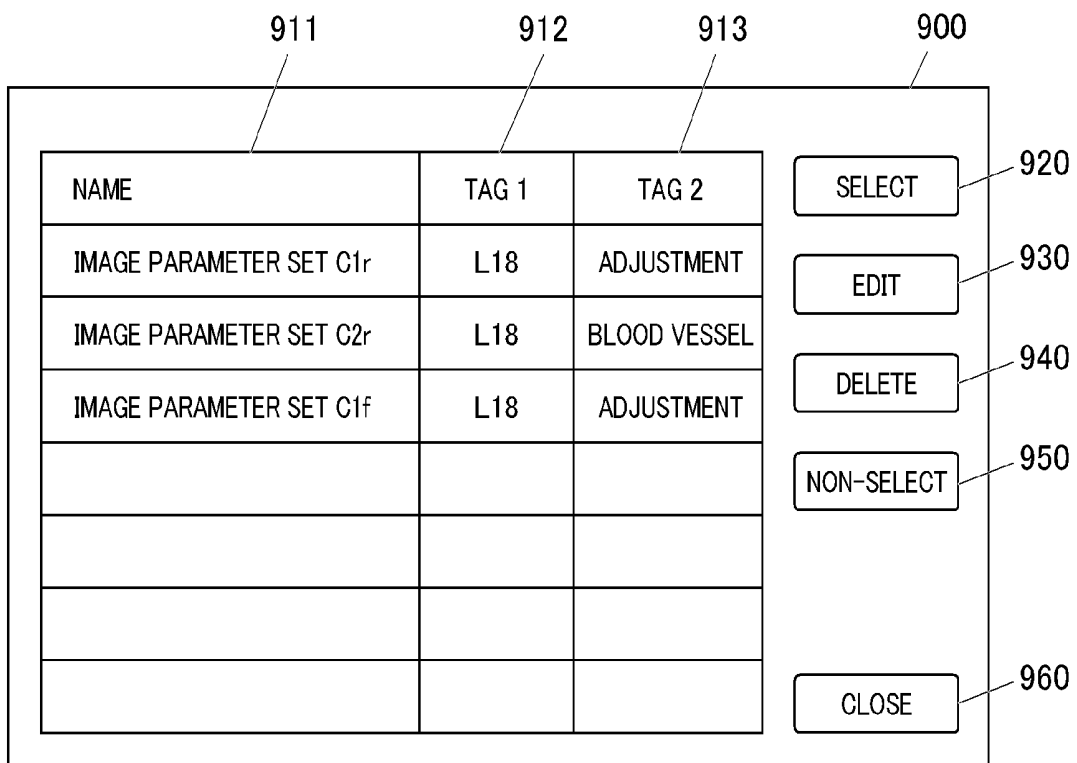 911 912 913 900
NAME TAG 1 TAG 2 SELECT 920
IMAGE PARAMETER SET C1r L18 ADJUSTMENT EDIT 930
IMAGE PARAMETER SET C2r L18 BLOOD VESSEL DELETE 940
IMAGE PARAMETER SET C1f L18 ADJUSTMENT
NON-SELECT 950
CLOSE 960